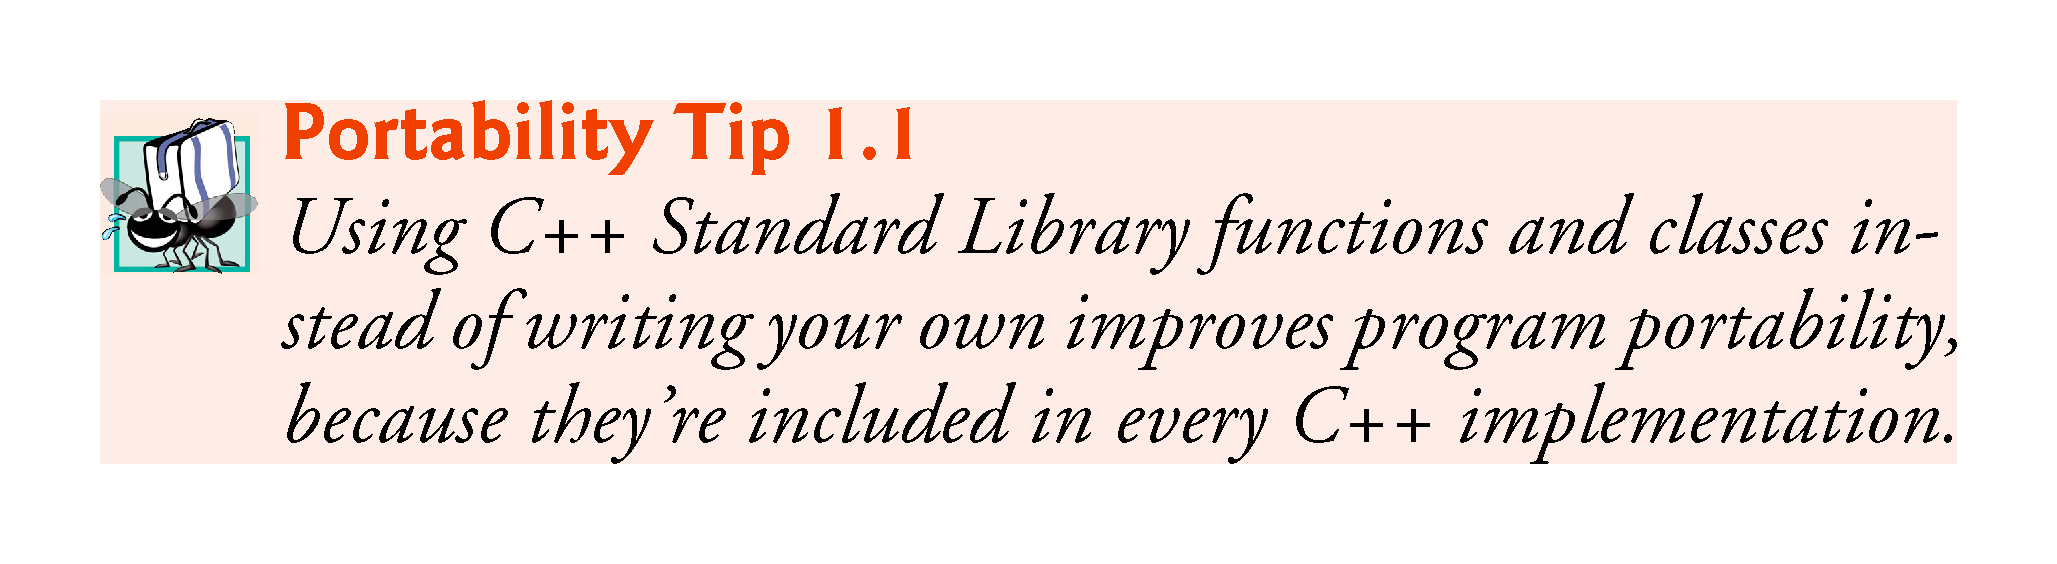 Portability Tip 1.1
Using C++ Standard Library functions and classes in-
stead of writing your own improves program portability,
because they’re included in every C++ implementation.